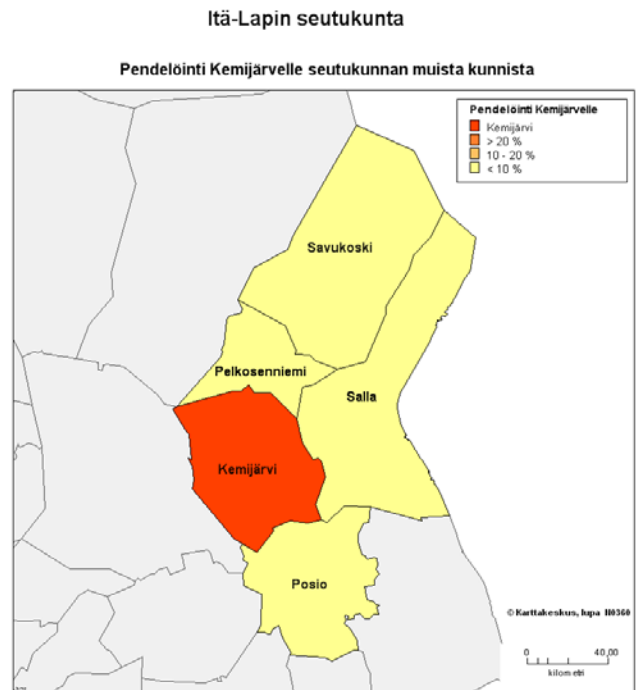 Itä-Lapin seutukunta
Pendelöinti Kemijärvelle seutukunnan muista kunnista
Pendelöinti Kemijärvelle
Kemijärvi
> 20 %
10 - 20 %
< 10 %
Savukoski
Pelkosenniemi
Salla
Kemijärvi
Posio
© Karttakeskus, lupa N0360
0 40,00
kilometri